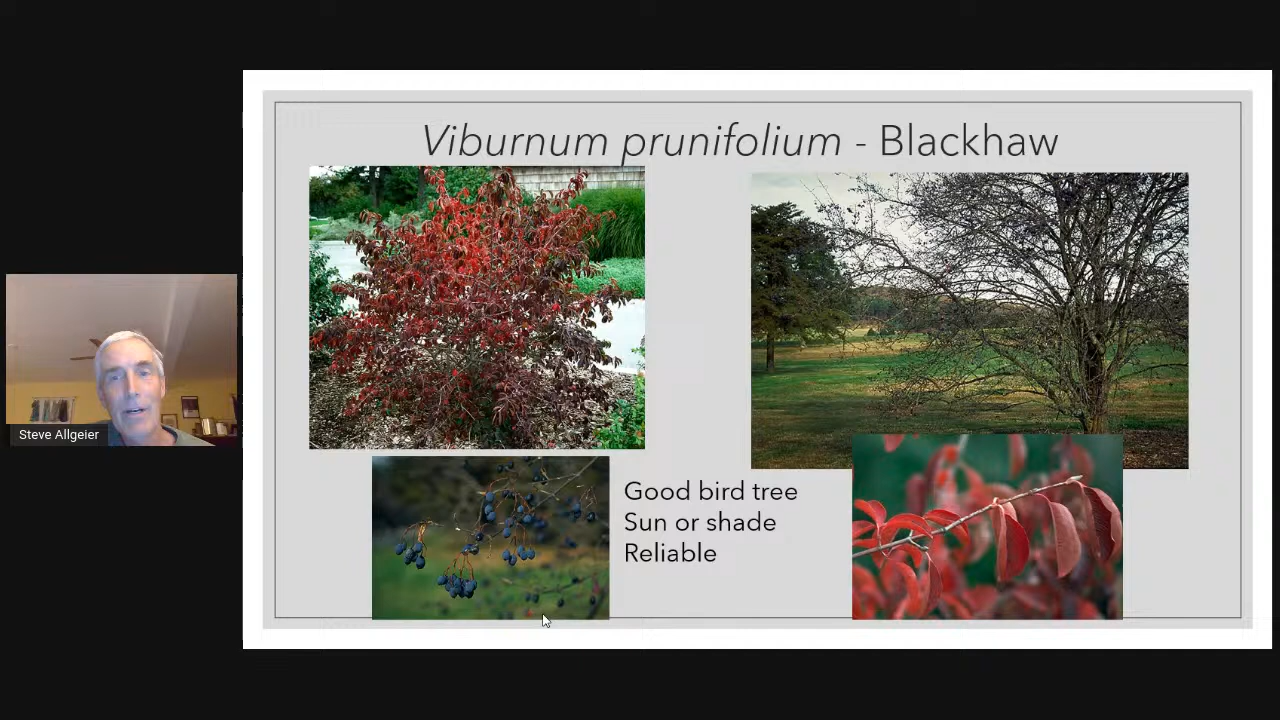 Viburnum prunifolium - Blackhaw
Steve Allgeier
Good bird tree
Sun or shade
Reliable